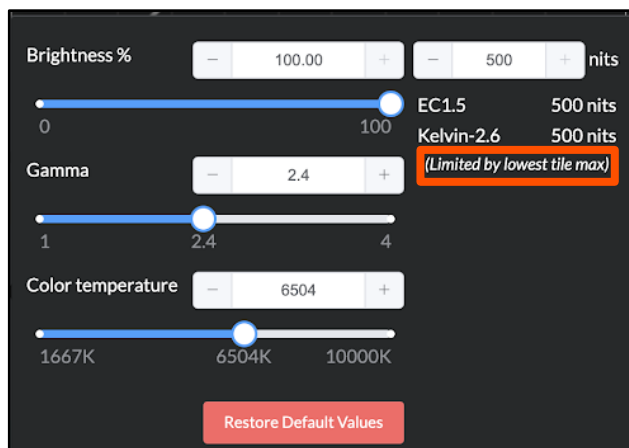 Brightness % − 100.00 + − 500 + nits
0 100
EC1.5 500 nits
Kelvin-2.6 500 nits
(Limited by lowest tile max)
Gamma − 2.4 +
1 2.4 4
Color temperature − 6504 +
1667K 6504K 10000K
Restore Default Values